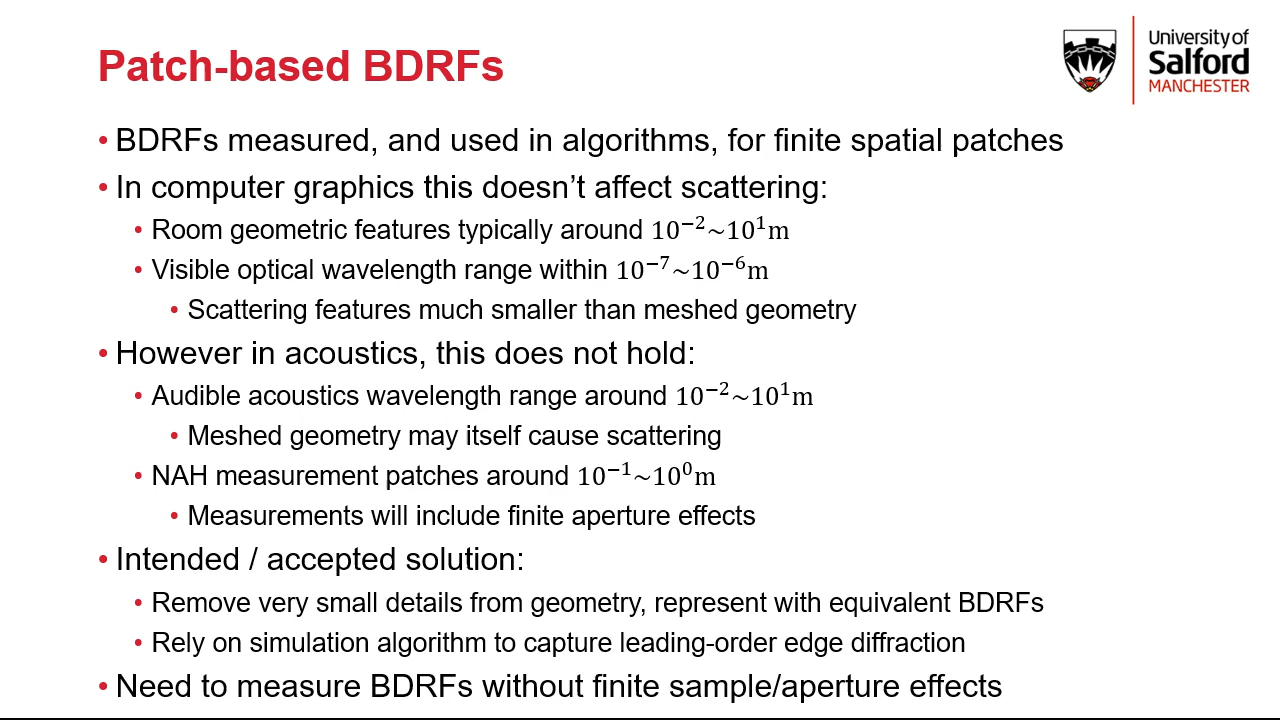 Patch-based BDRFs
University of
Salford
MANCHESTER
• BDRFs measured, and used in algorithms, for finite spatial patches
• In computer graphics this doesn’t affect scattering:
• Room geometric features typically around 10⁻²~10¹m
• Visible optical wavelength range within 10⁻⁷~10⁻⁶m
• Scattering features much smaller than meshed geometry
• However in acoustics, this does not hold:
• Audible acoustics wavelength range around 10⁻²~10¹m
• Meshed geometry may itself cause scattering
• NAH measurement patches around 10⁻¹~10⁰m
• Measurements will include finite aperture effects
• Intended / accepted solution:
• Remove very small details from geometry, represent with equivalent BDRFs
• Rely on simulation algorithm to capture leading-order edge diffraction
• Need to measure BDRFs without finite sample/aperture effects